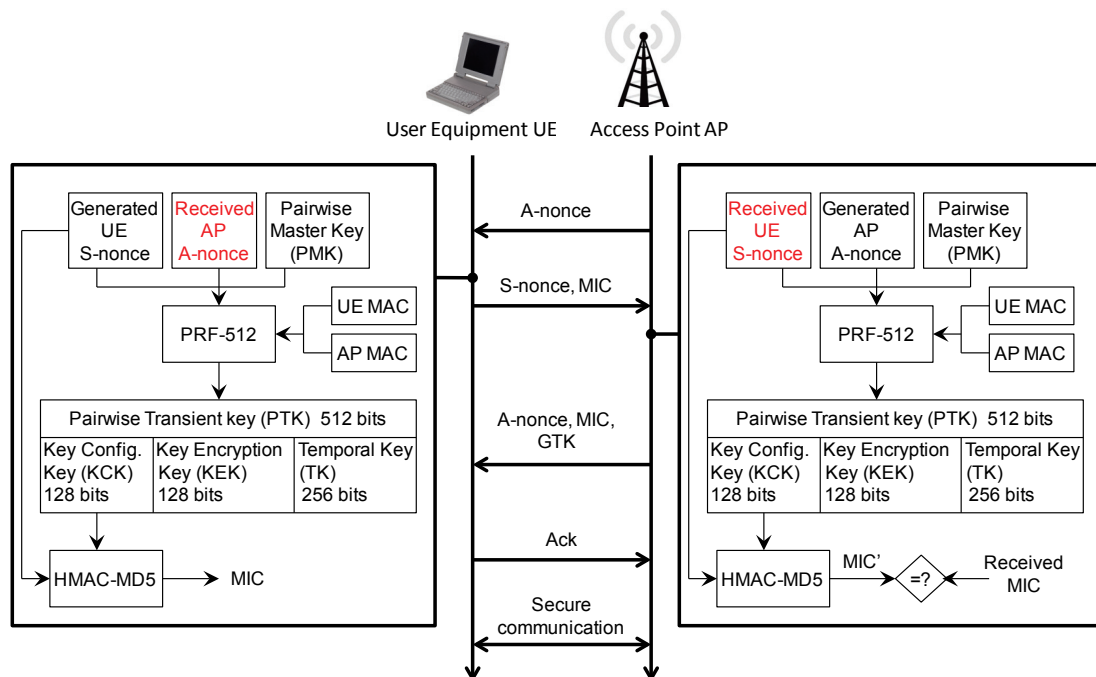 User Equipment UE
Access Point AP
Generated
UE
S-nonce
Received
AP
A-nonce
Pairwise
Master Key
(PMK)
PRF-512
UE MAC
AP MAC
Pairwise Transient key (PTK) 512 bits
Key Config.
Key (KCK)
128 bits
Key Encryption
Key (KEK)
128 bits
Temporal Key
(TK)
256 bits
HMAC-MD5
MIC
A-nonce
S-nonce, MIC
A-nonce, MIC,
GTK
Ack
Secure
communication
Received
UE
S-nonce
Generated
AP
A-nonce
Pairwise
Master Key
(PMK)
PRF-512
UE MAC
AP MAC
Pairwise Transient key (PTK) 512 bits
Key Config.
Key (KCK)
128 bits
Key Encryption
Key (KEK)
128 bits
Temporal Key
(TK)
256 bits
HMAC-MD5
MIC’
=?
Received
MIC